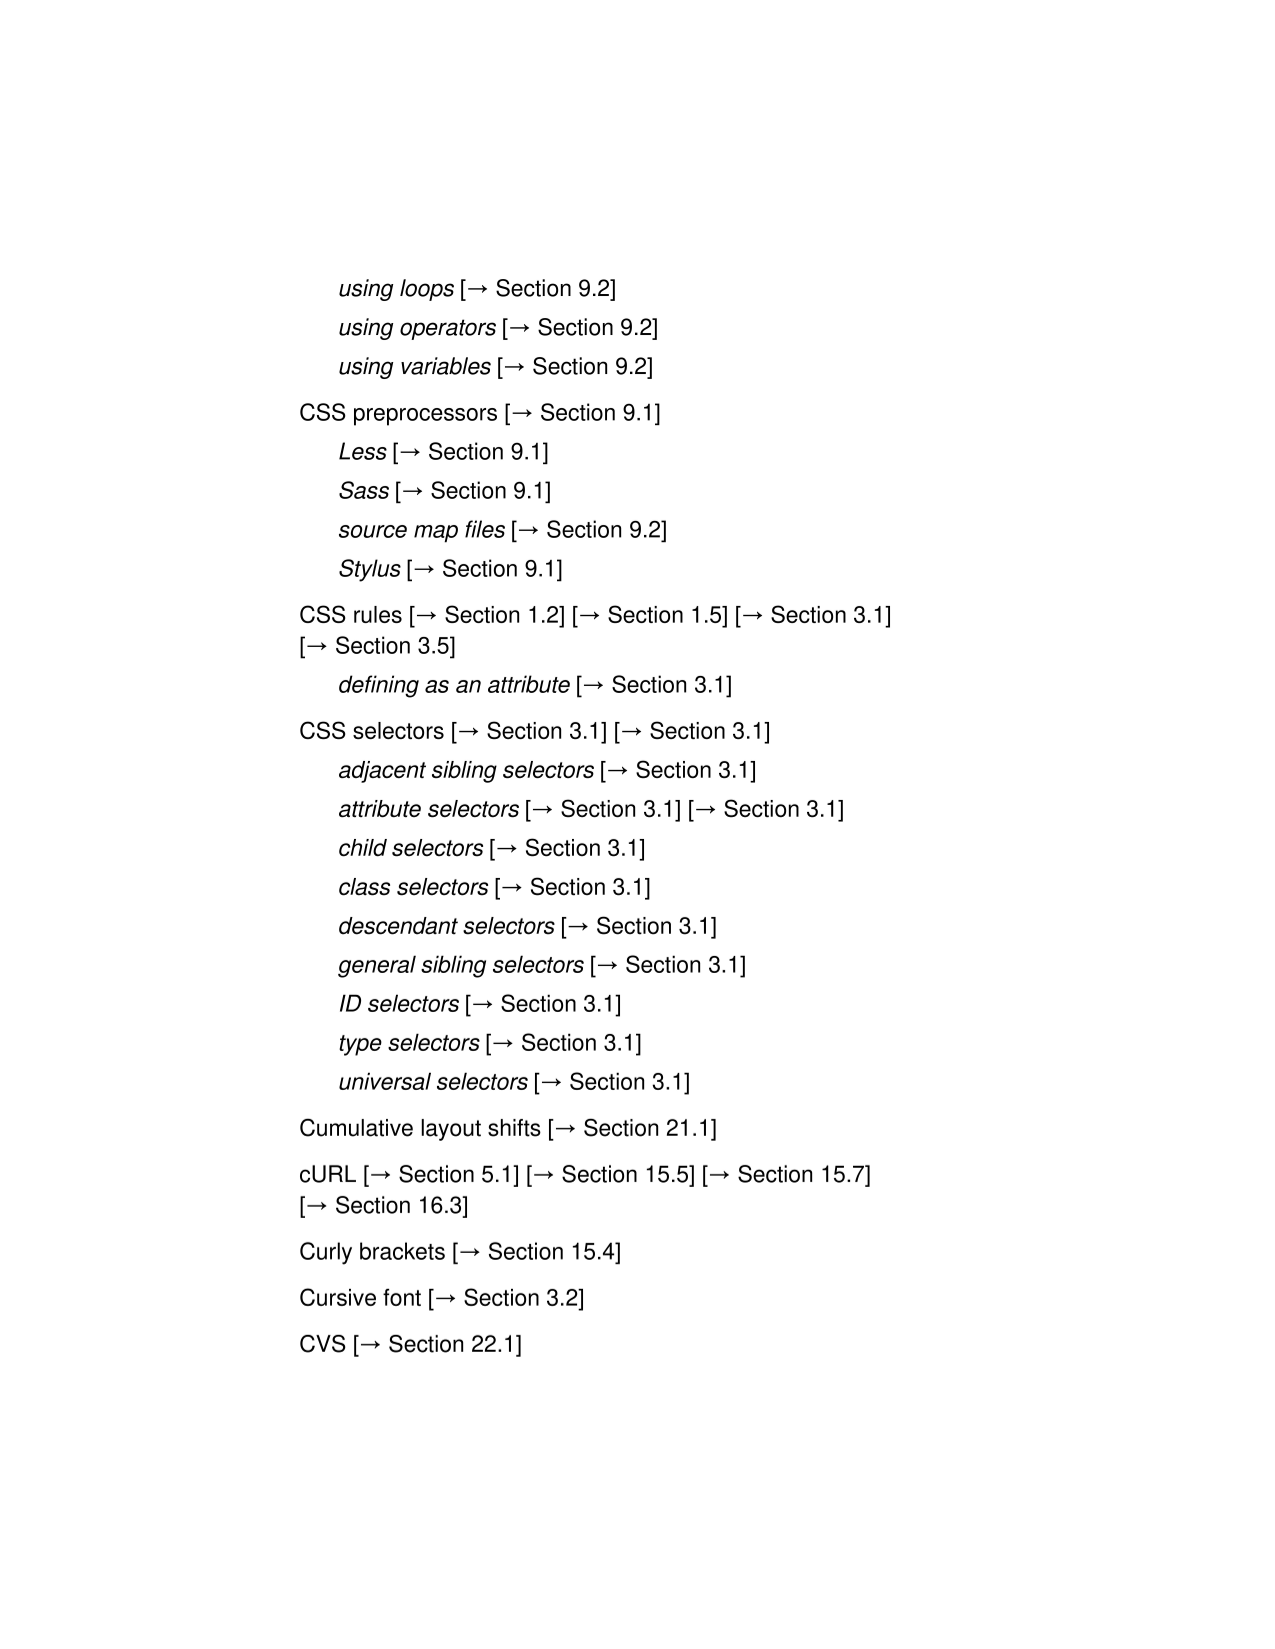 using loops [→ Section 9.2]
using operators [→ Section 9.2]
using variables [→ Section 9.2]
CSS preprocessors [→ Section 9.1]
Less [→ Section 9.1]
Sass [→ Section 9.1]
source map files [→ Section 9.2]
Stylus [→ Section 9.1]
CSS rules [→ Section 1.2] [→ Section 1.5] [→ Section 3.1]
[→ Section 3.5]
defining as an attribute [→ Section 3.1]
CSS selectors [→ Section 3.1] [→ Section 3.1]
adjacent sibling selectors [→ Section 3.1]
attribute selectors [→ Section 3.1] [→ Section 3.1]
child selectors [→ Section 3.1]
class selectors [→ Section 3.1]
descendant selectors [→ Section 3.1]
general sibling selectors [→ Section 3.1]
ID selectors [→ Section 3.1]
type selectors [→ Section 3.1]
universal selectors [→ Section 3.1]
Cumulative layout shifts [→ Section 21.1]
cURL [→ Section 5.1] [→ Section 15.5] [→ Section 15.7]
[→ Section 16.3]
Curly brackets [→ Section 15.4]
Cursive font [→ Section 3.2]
CVS [→ Section 22.1]